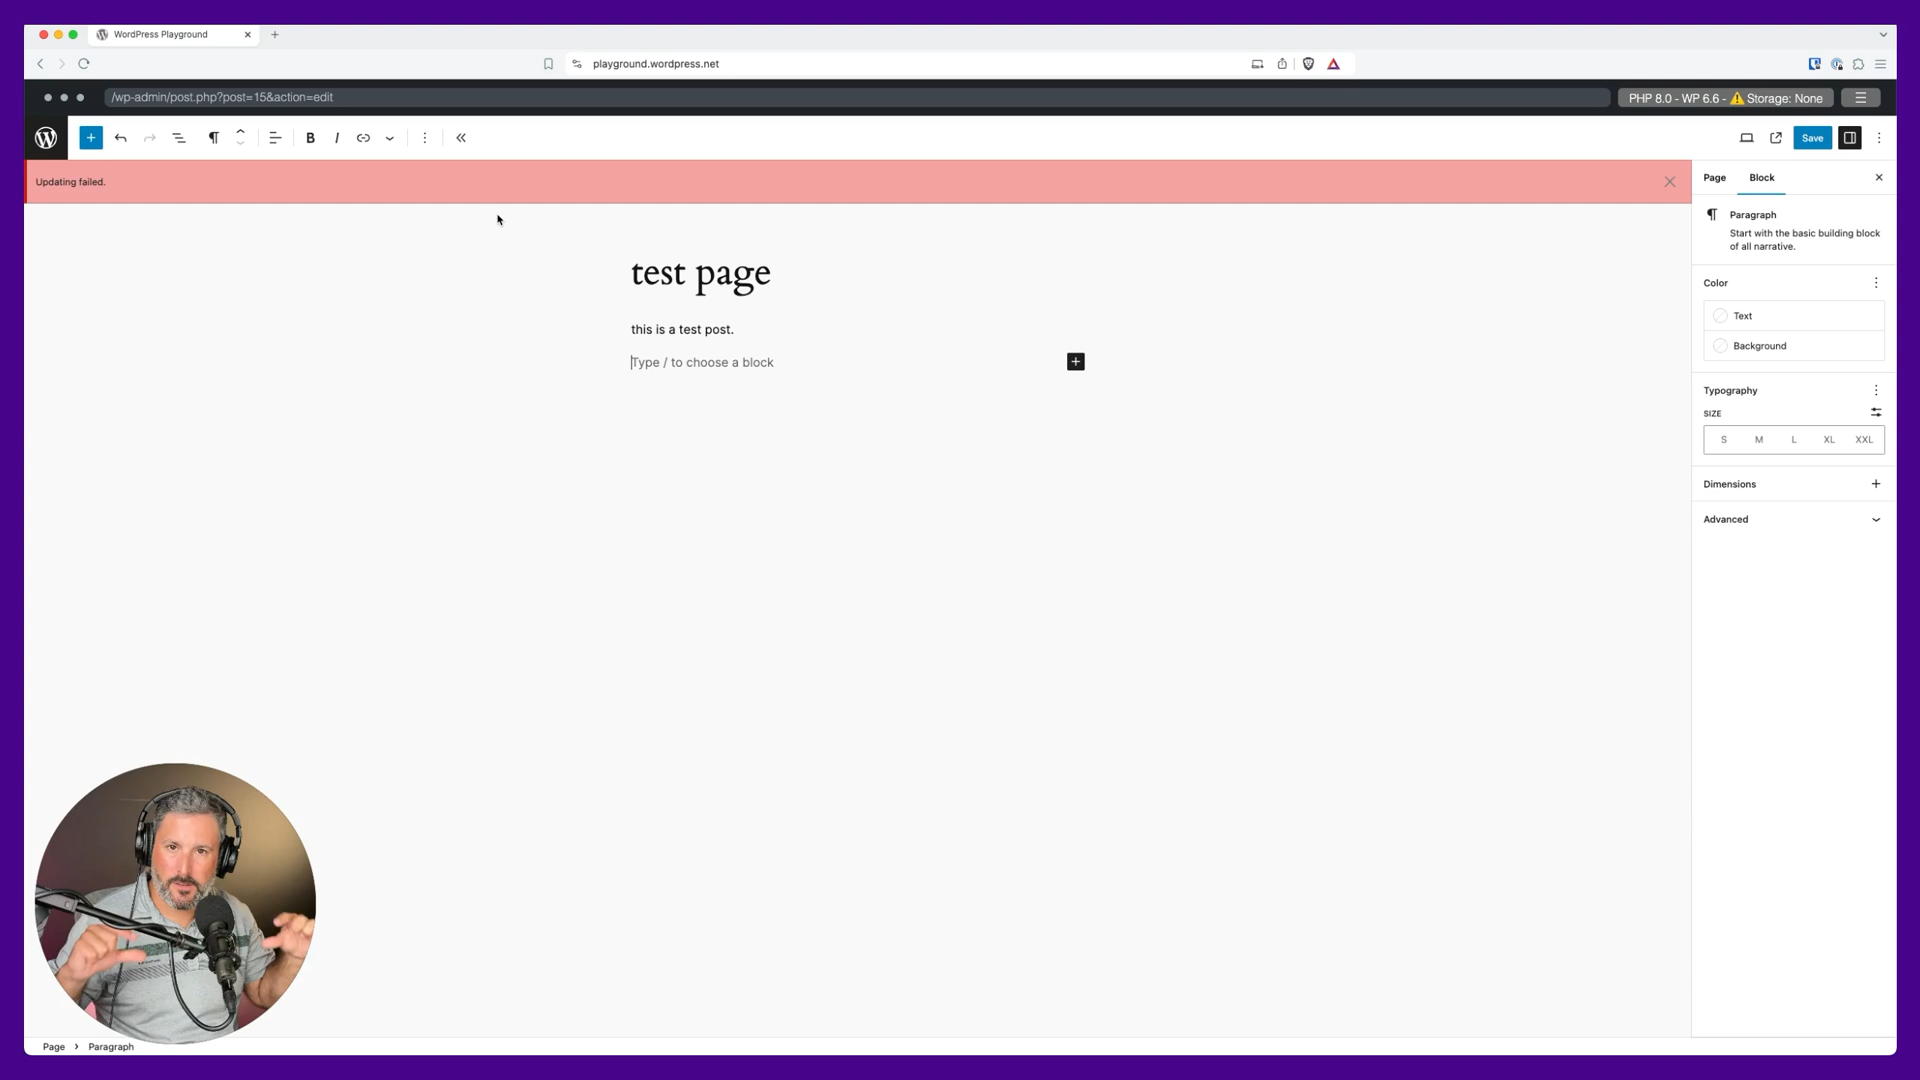 WordPress Playground
playground.wordpress.net
/wp-admin/post.php?post=15&action=edit
PHP 8.0 - WP 6.6 - ⚠️ Storage: None
B
I
Save
Updating failed.
Page
Block
Paragraph
Start with the basic building block
of all narrative.
test page
this is a test post.
Type / to choose a block
Color
Text
Background
Typography
SIZE
S M L XL XXL
Dimensions
Advanced
Page › Paragraph